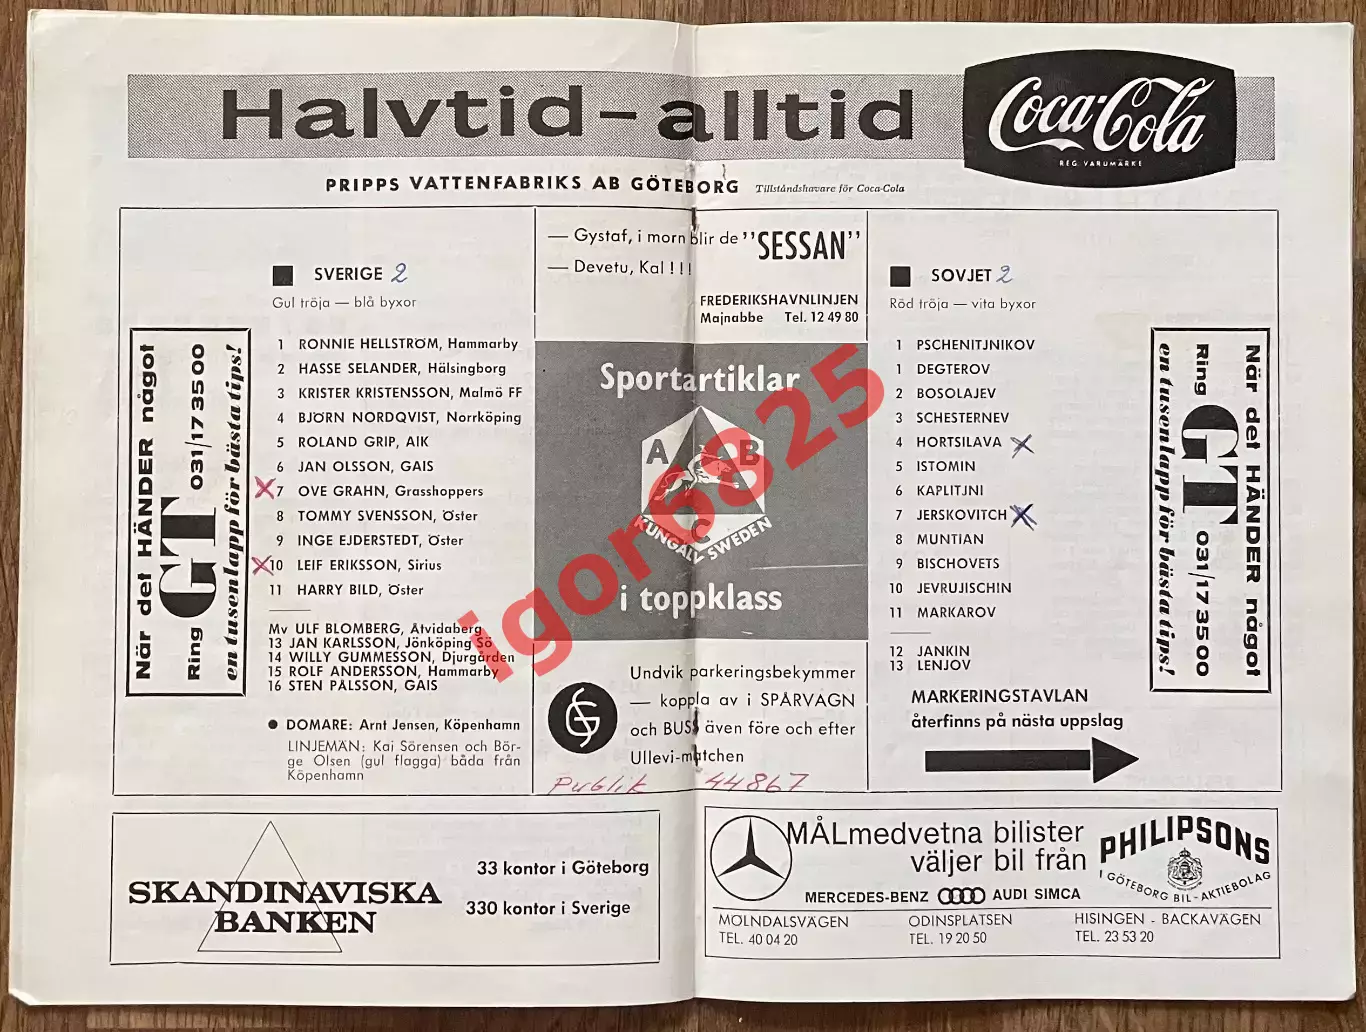 Halvtid – alltid
Coca-Cola
REG. VARUMÄRKE
PRIPPS VATTENFABRIKS AB GÖTEBORG Tillståndshavare för Coca-Cola
När det HÄNDER något
Ring GT 031/17 35 00
en tusenlapp för bästa tips!
SVERIGE 2
Gul tröja — blå byxor
1 RONNIE HELLSTRÖM, Hammarby
2 HASSE SELANDER, Hälsingborg
3 KRISTER KRISTENSSON, Malmö FF
4 BJÖRN NORDQVIST, Norrköping
5 ROLAND GRIP, AIK
6 JAN OLSSON, GAIS
X 7 OVE GRAHN, Grasshoppers
8 TOMMY SVENSSON, Öster
9 INGE EJDERSTEDT, Öster
X 10 LEIF ERIKSSON, Sirius
11 HARRY BILD, Öster
Mv ULF BLOMBERG, Åtvidaberg
13 JAN KARLSSON, Jönköping Sö
14 WILLY GUMMESSON, Djurgården
15 ROLF ANDERSSON, Hammarby
16 STEN PÅLSSON, GAIS
● DOMARE: Arnt Jensen, Köpenhamn
LINJEMÄN: Kai Sörensen och Bör-
ge Olsen (gul flagga) båda från
Köpenhamn
— Gystaf, i morn blir de "SESSAN"
— Devetu, Kal!!!
FREDERIKSHAVNLINJEN
Majnabbe Tel. 12 49 80
Sportartiklar
A B C
KUNGÄLV SWEDEN
i toppklass
GS
Undvik parkeringsbekymmer
— koppla av i SPÅRVAGN
och BUSS även före och efter
Ullevi-matchen
Publik 44867
SOVJET 2
Röd tröja — vita byxor
1 PSCHENITJNIKOV
1 DEGTEROV
2 BOSOLAJEV
3 SCHESTERNEV
4 HORTSILAVA X
5 ISTOMIN
6 KAPLITJNI
7 JERSKOVITCH X
8 MUNTIAN
9 BISCHOVETS
10 JEVRUJISCHIN
11 MARKAROV
12 JANKIN
13 LENJOV
MARKERINGSTAVLAN
återfinns på nästa uppslag
När det HÄNDER något
Ring GT 031/17 35 00
en tusenlapp för bästa tips!
SKANDINAVISKA
BANKEN
33 kontor i Göteborg
330 kontor i Sverige
MÅLmedvetna bilister
väljer bil från
PHILIPSONS
I GÖTEBORG BIL-AKTIEBOLAG
MERCEDES-BENZ AUDI SIMCA
MÖLNDALSVÄGEN
TEL. 40 04 20
ODINSPLATSEN
TEL. 19 20 50
HISINGEN - BACKAVÄGEN
TEL. 23 53 20
igor6825